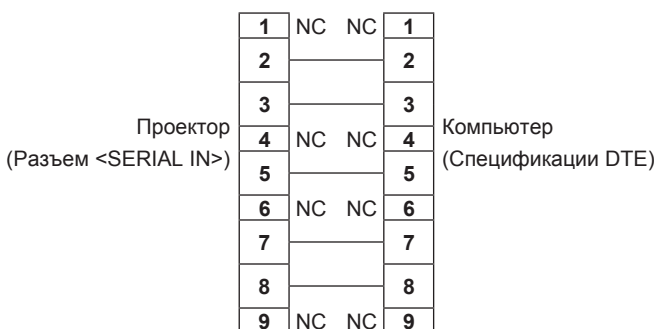 1 NC NC 1
2 2
3 3
Проектор
(Разъем <SERIAL IN>)
4 NC NC 4
Компьютер
(Спецификации DTE)
5 5
6 NC NC 6
7 7
8 8
9 NC NC 9